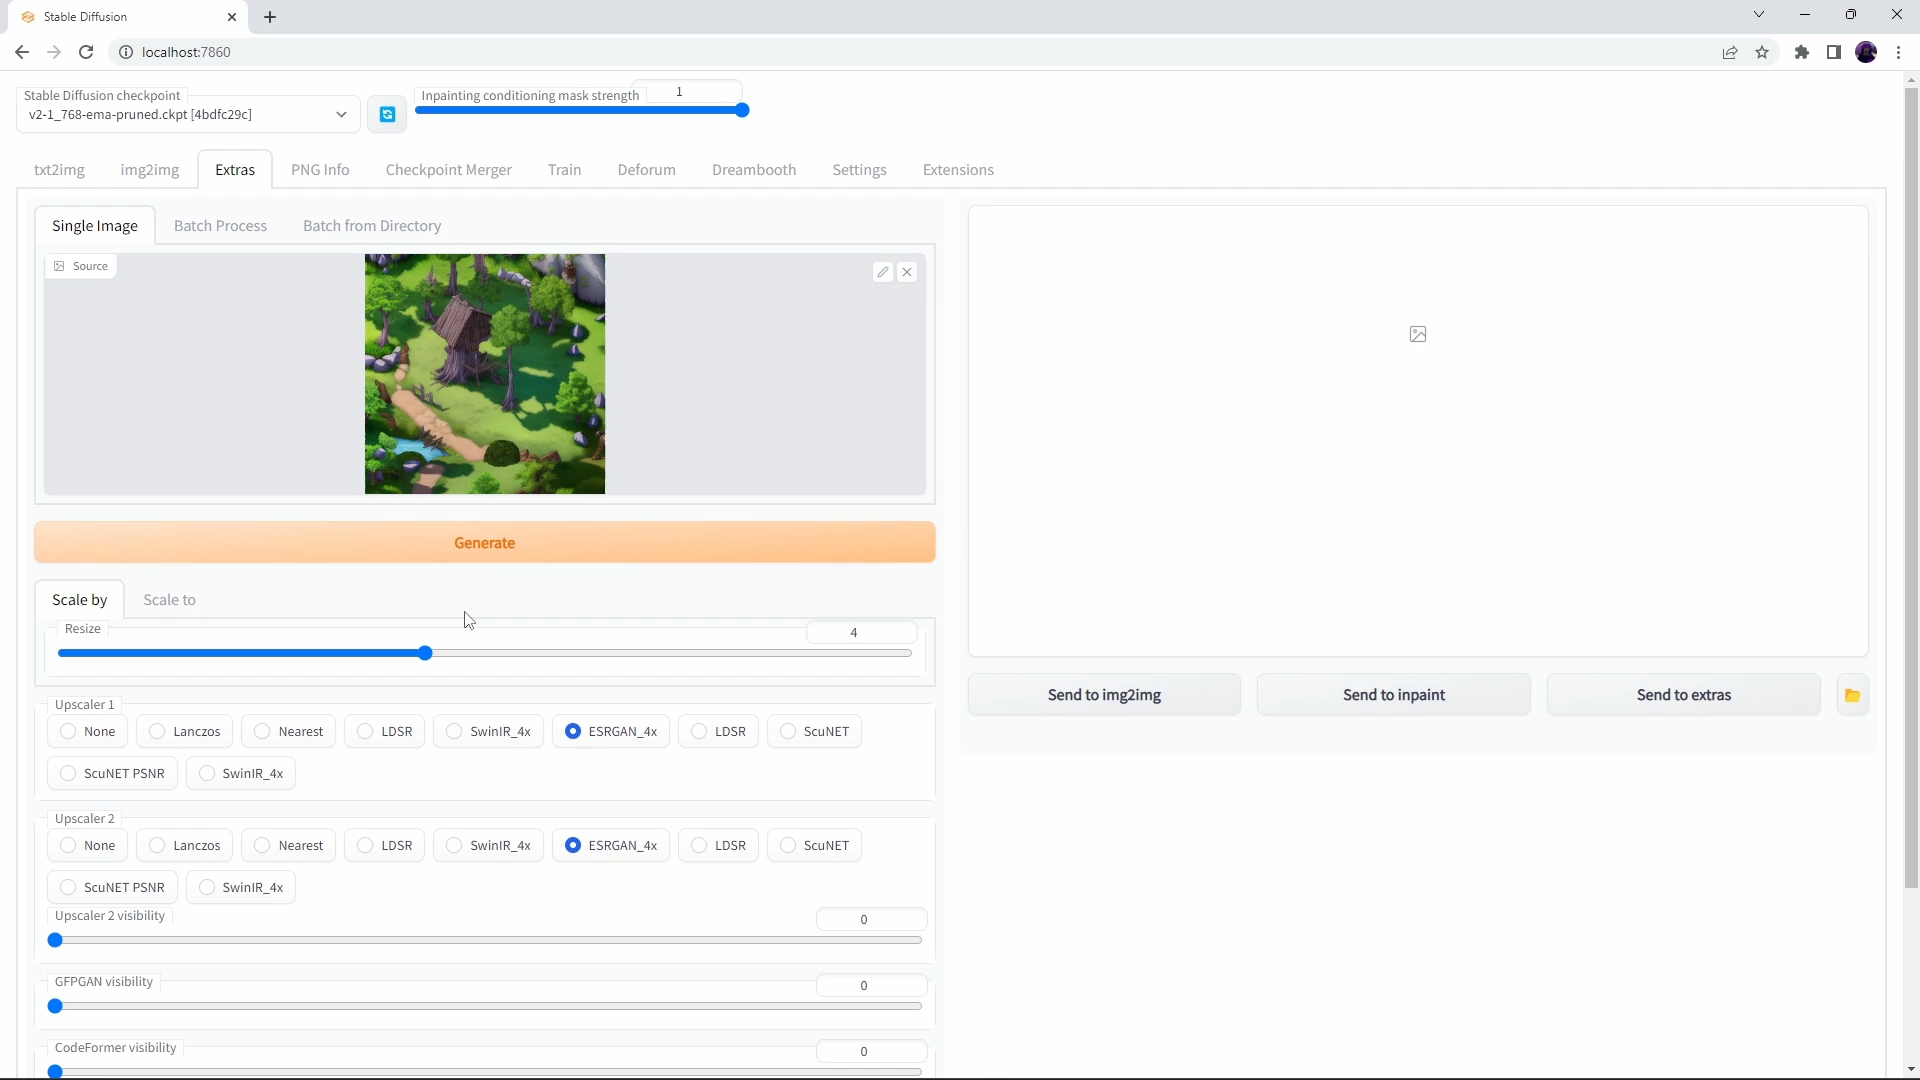 Stable Diffusion
localhost:7860
Stable Diffusion checkpoint
v2-1_768-ema-pruned.ckpt [4bdfc29c]
Inpainting conditioning mask strength
1
txt2img
img2img
Extras
PNG Info
Checkpoint Merger
Train
Deforum
Dreambooth
Settings
Extensions
Single Image
Batch Process
Batch from Directory
Source
Generate
Scale by
Scale to
Resize
4
Send to img2img
Send to inpaint
Send to extras
Upscaler 1
None
Lanczos
Nearest
LDSR
SwinIR_4x
ESRGAN_4x
LDSR
ScuNET
ScuNET PSNR
SwinIR_4x
Upscaler 2
None
Lanczos
Nearest
LDSR
SwinIR_4x
ESRGAN_4x
LDSR
ScuNET
ScuNET PSNR
SwinIR_4x
Upscaler 2 visibility
0
GFPGAN visibility
0
CodeFormer visibility
0